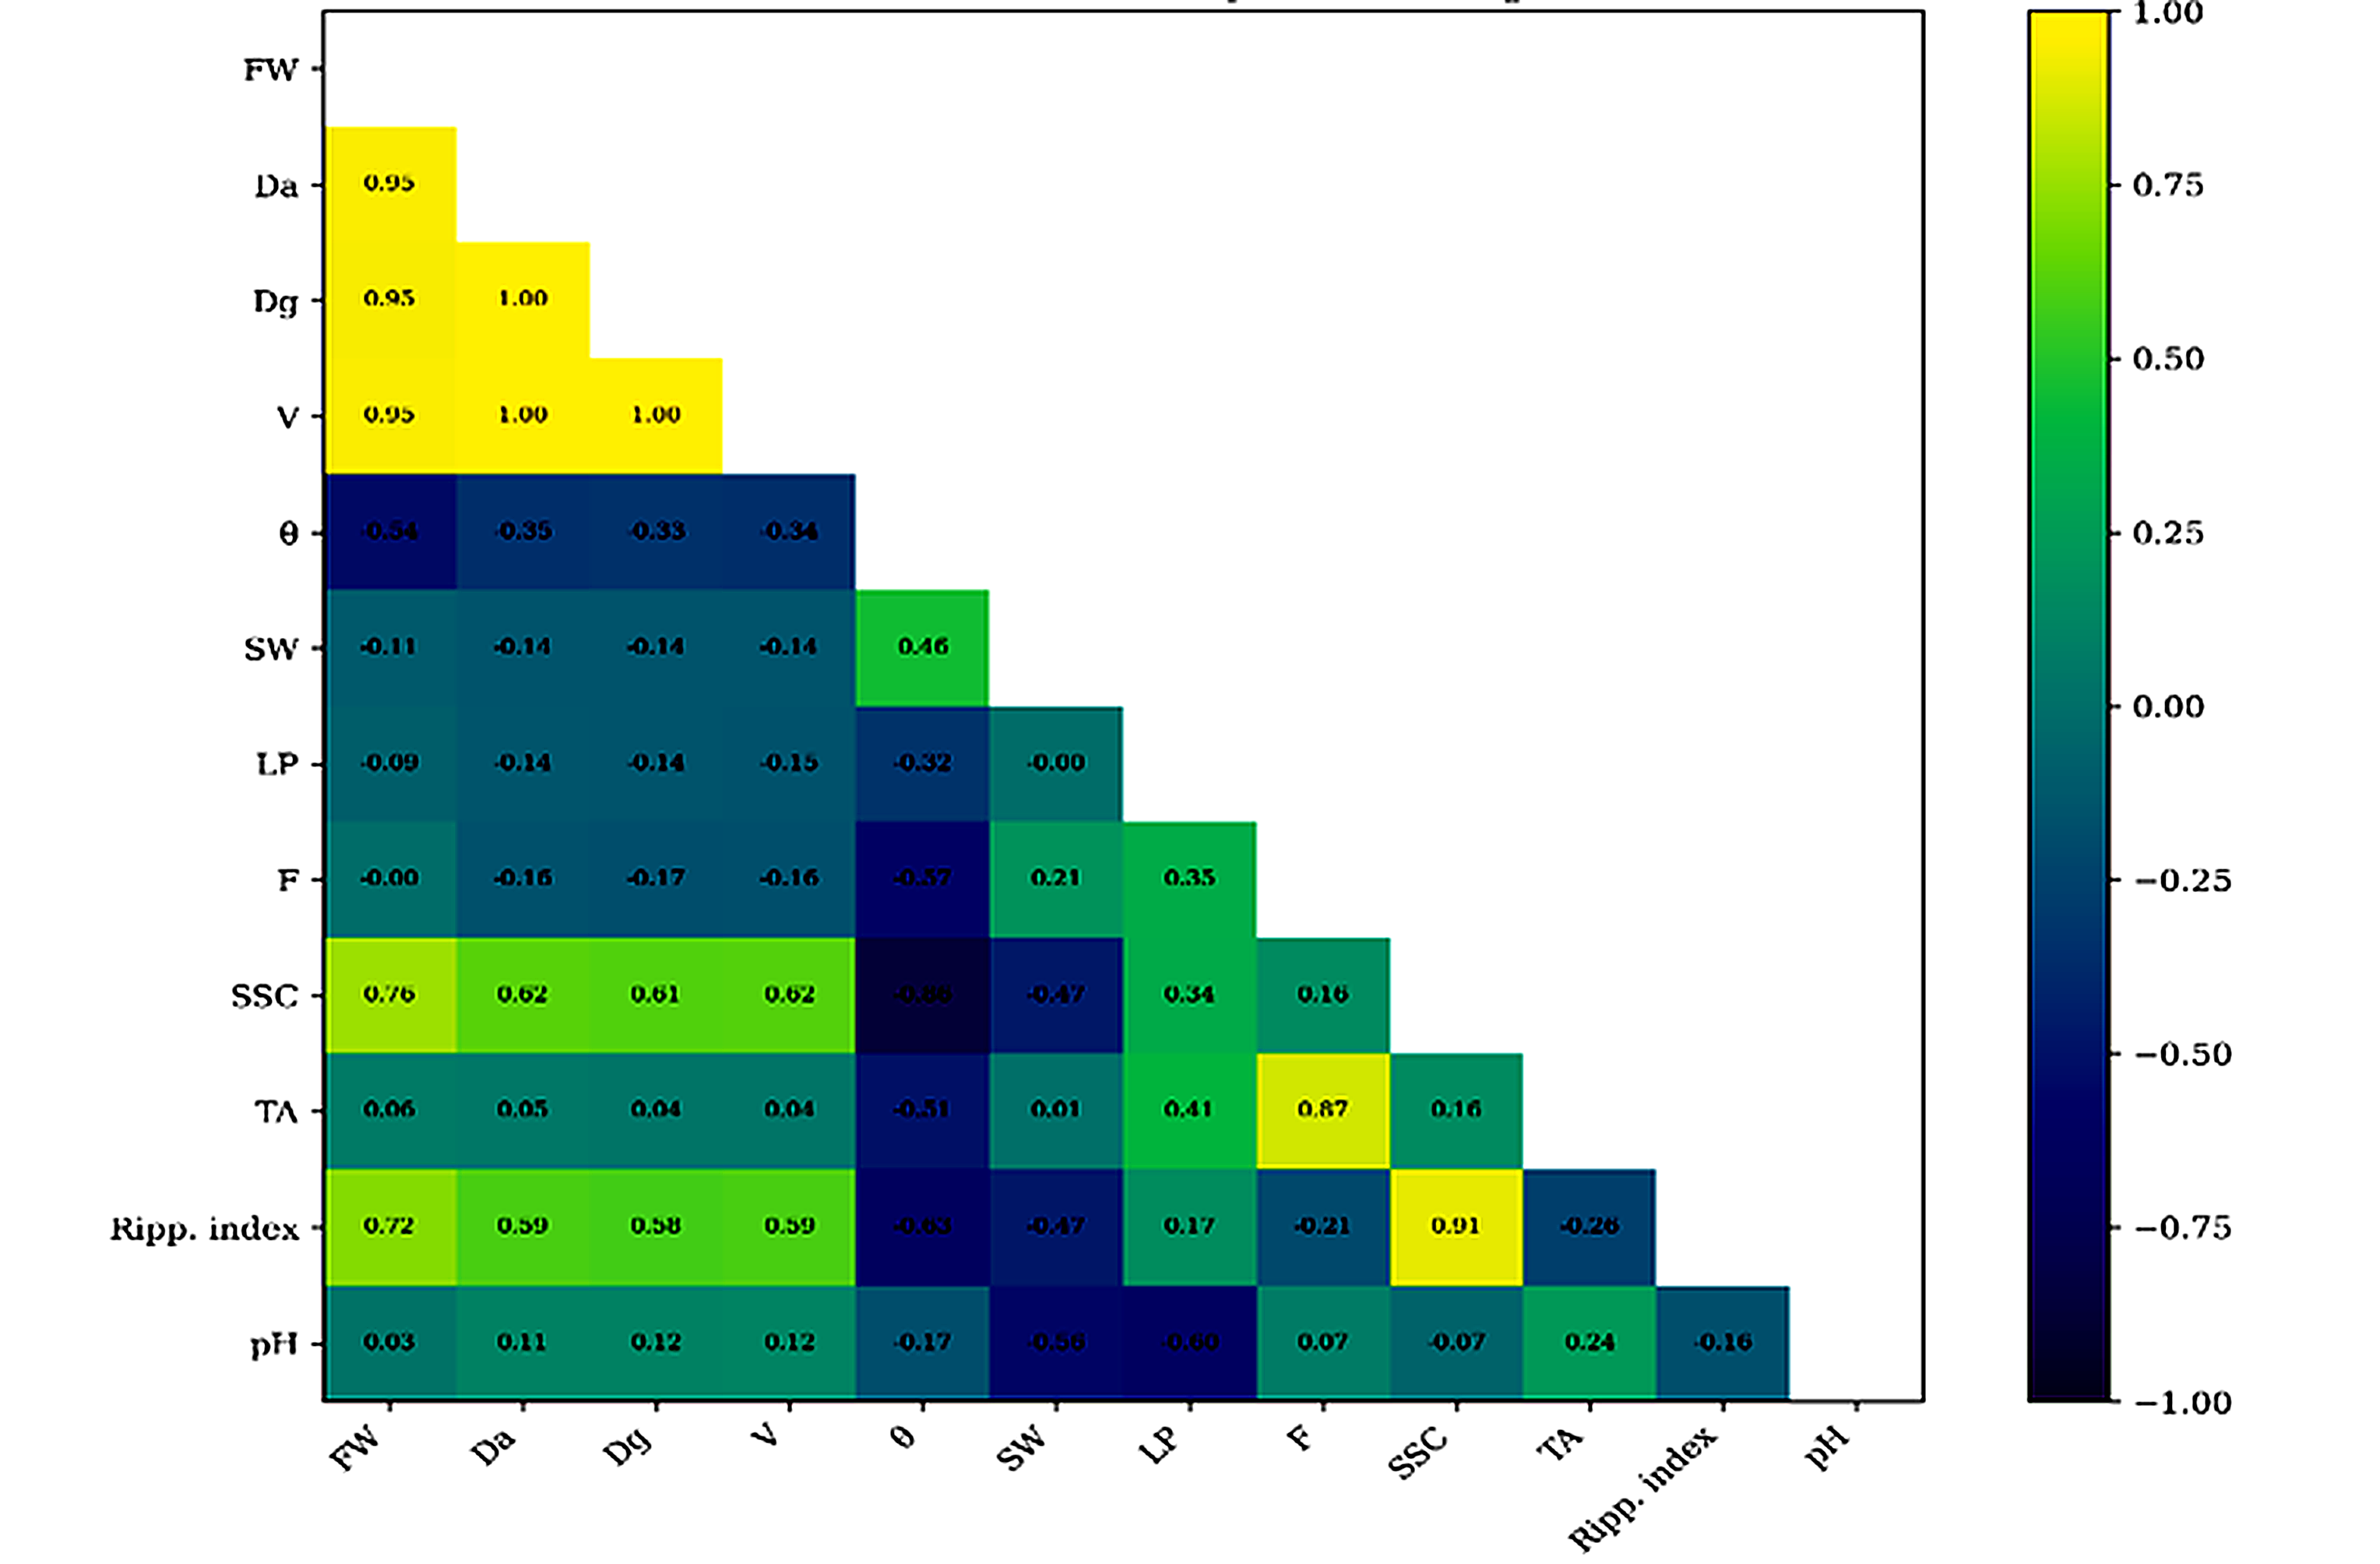 1.00
FW
Da 0.95 0.75
Dg 0.95 1.00
V 0.95 1.00 1.00 0.50
θ -0.54 -0.35 -0.33 -0.34 0.25
SW -0.11 -0.14 -0.14 -0.14 0.46
0.00
LP -0.09 -0.14 -0.14 -0.15 -0.32 -0.00
F -0.00 -0.16 -0.17 -0.16 -0.57 0.21 0.35 −0.25
SSC 0.76 0.62 0.61 0.62 -0.47 0.34 0.16
−0.50
TA 0.06 0.05 0.04 0.04 -0.51 0.01 0.41 0.87 0.16
Ripp. index 0.72 0.59 0.58 0.59 -0.63 -0.47 0.17 -0.21 0.91 -0.26 −0.75
pH 0.03 0.11 0.12 0.12 -0.17 -0.56 -0.60 0.07 -0.07 0.24 -0.16
−1.00
FW Da Dg V θ SW LP F SSC TA Ripp. index pH